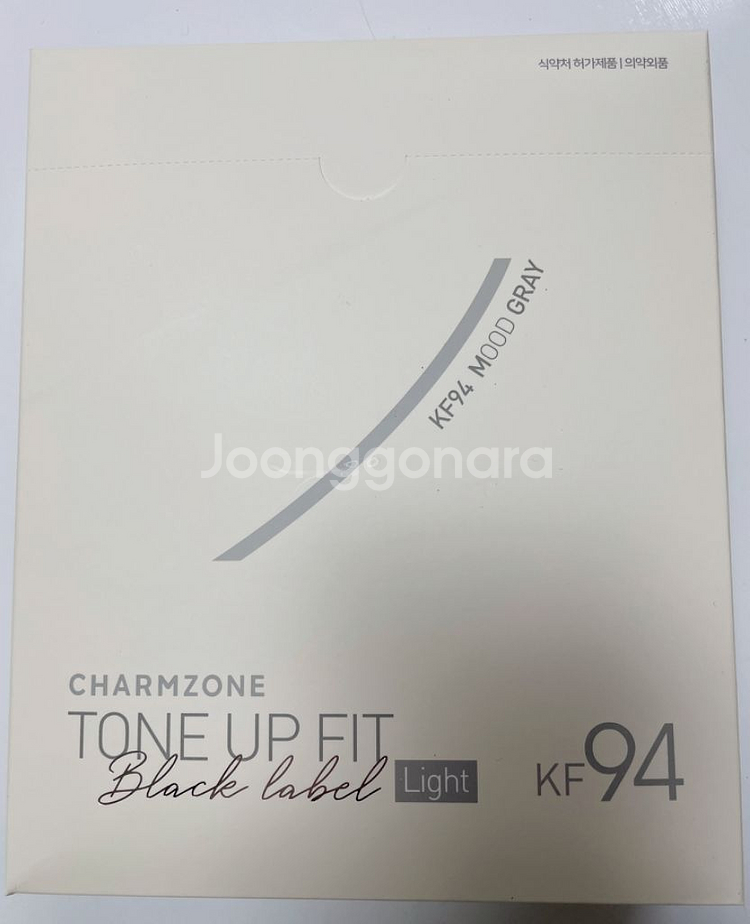 식약처 허가제품 | 의약외품
KF94 MOOD GRAY
Joonggonara
CHARMZONE
TONE UP FIT
Black label Light
KF94